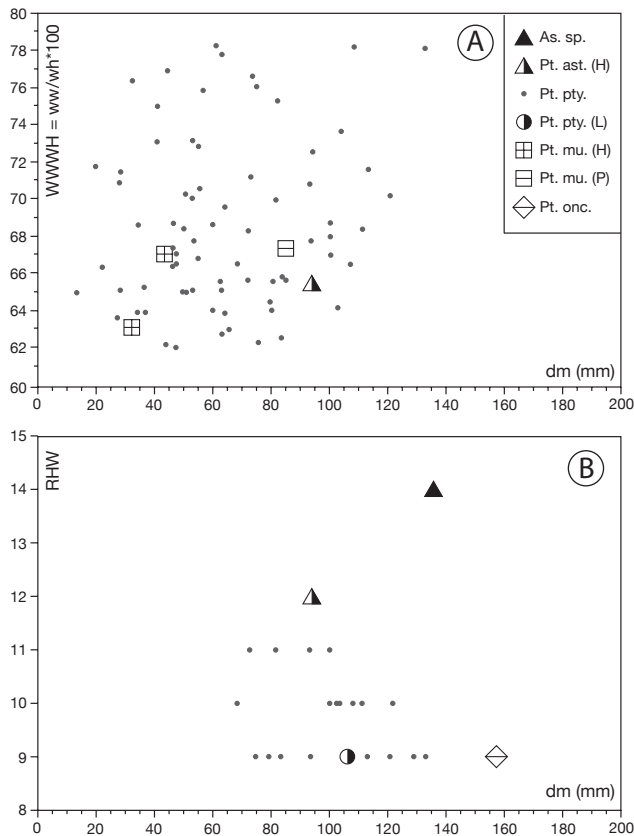 80
78
76
74
72
70
68
66
64
62
60
WWWH = ww/wh*100
A
As. sp.
Pt. ast. (H)
Pt. pty.
Pt. pty. (L)
Pt. mu. (H)
Pt. mu. (P)
Pt. onc.
dm (mm)
0 20 40 60 80 100 120 140 160 180 200
15
14
13
12
11
10
9
8
RHW
B
dm (mm)
0 20 40 60 80 100 120 140 160 180 200